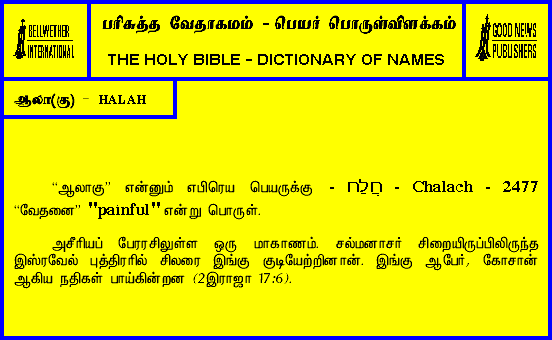 BELLWETHER
INTERNATIONAL
பரிசுத்த வேதாகமம் - பெயர் பொருள்விளக்கம்
THE HOLY BIBLE - DICTIONARY OF NAMES
GOOD NEWS
PUBLISHERS
ஆலா(கு) - HALAH
“ஆலாகு” என்னும் எபிரெய பெயருக்கு - חֲלַח - Chalach - 2477
“வேதனை” "painful" என்று பொருள்.
அசீரியப் பேரரசிலுள்ள ஒரு மாகாணம். சல்மனாசர் சிறையிருப்பிலிருந்த
இஸ்ரவேல் புத்திரரில் சிலரை இங்கு குடியேற்றினான். இங்கு ஆபேர், கோசான்
ஆகிய நதிகள் பாய்கின்றன (2இராஜா 17:6).